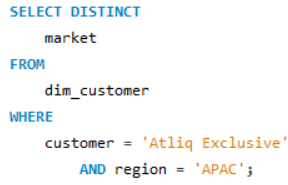 SELECT DISTINCT
    market
FROM
    dim_customer
WHERE
    customer = 'Atliq Exclusive'
        AND region = 'APAC';